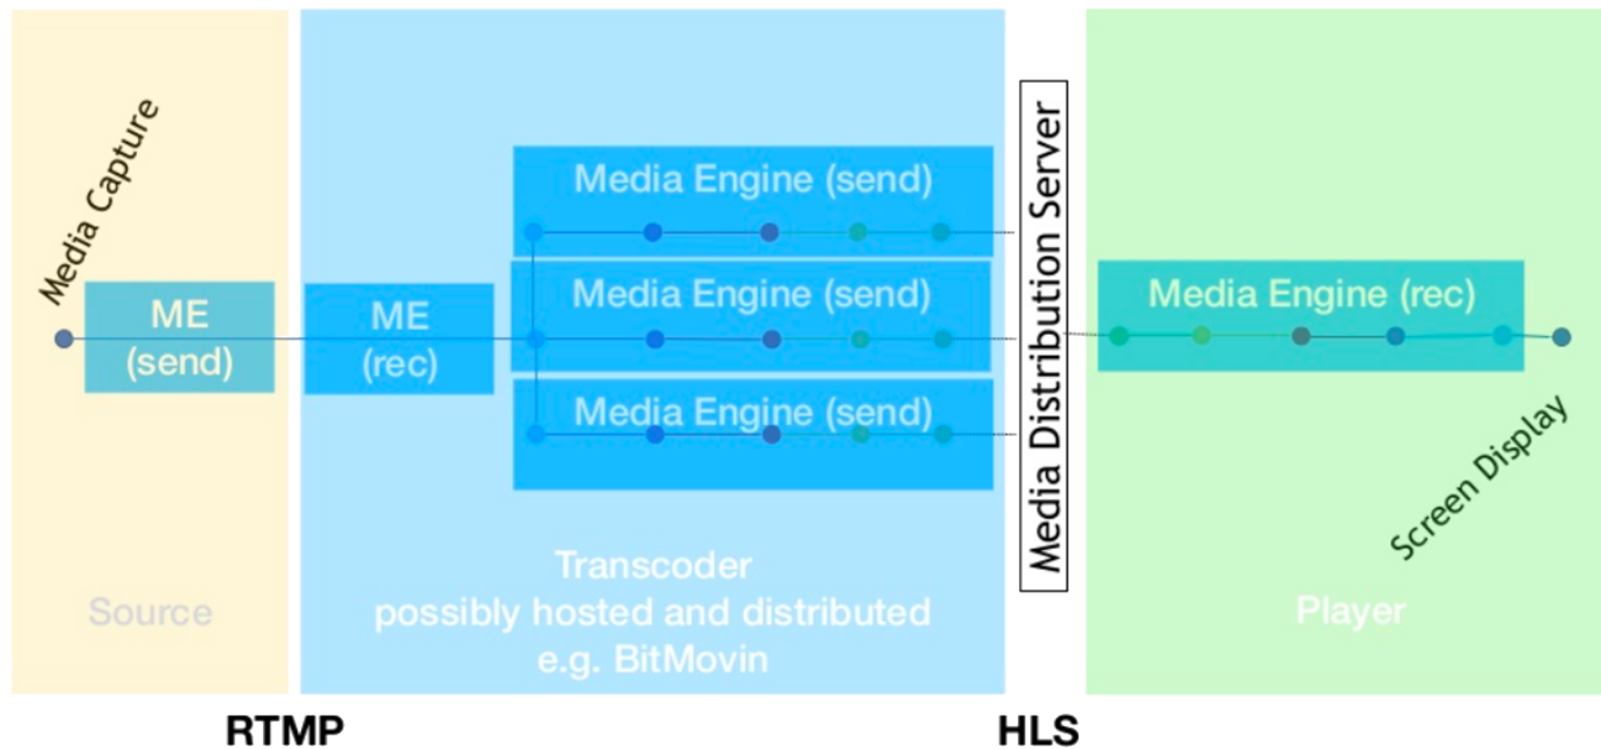 Media Capture
ME
(send)
Source
RTMP
ME
(rec)
Media Engine (send)
Media Engine (send)
Media Engine (send)
Transcoder
possibly hosted and distributed
e.g. BitMovin
Media Distribution Server
HLS
Media Engine (rec)
Screen Display
Player